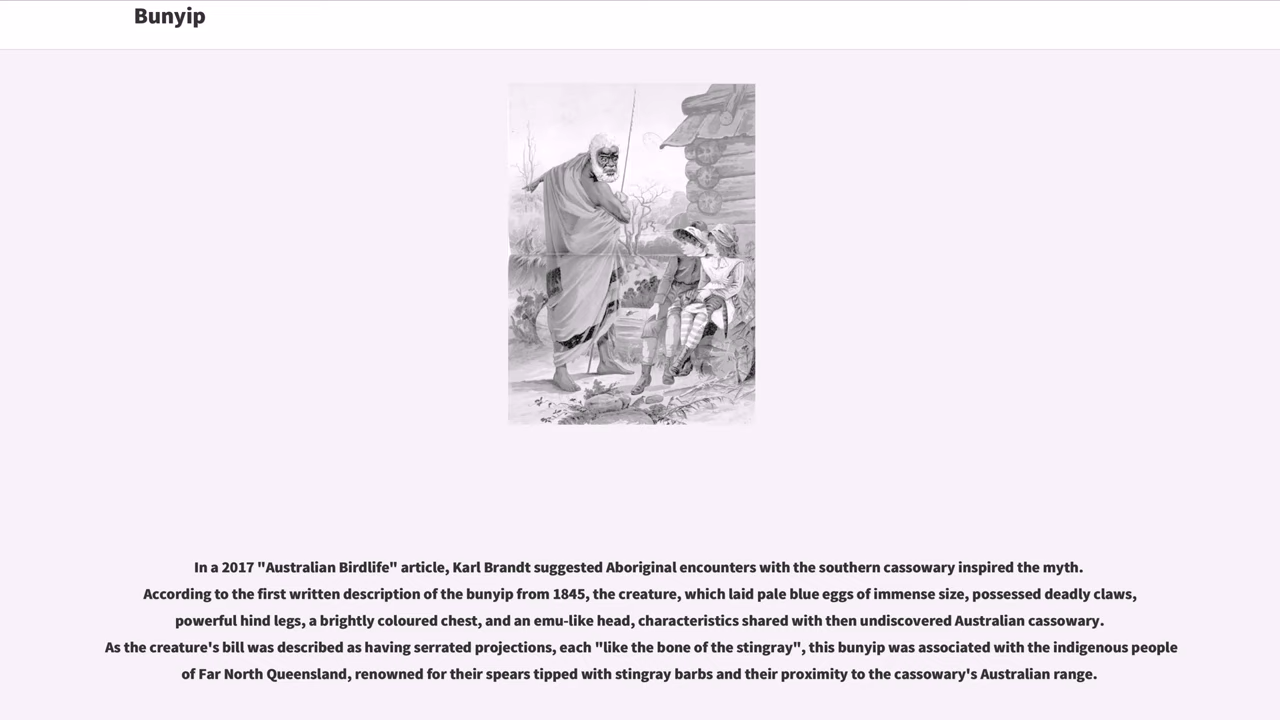 Bunyip
In a 2017 "Australian Birdlife" article, Karl Brandt suggested Aboriginal encounters with the southern cassowary inspired the myth.
According to the first written description of the bunyip from 1845, the creature, which laid pale blue eggs of immense size, possessed deadly claws,
powerful hind legs, a brightly coloured chest, and an emu-like head, characteristics shared with then undiscovered Australian cassowary.
As the creature's bill was described as having serrated projections, each "like the bone of the stingray", this bunyip was associated with the indigenous people
of Far North Queensland, renowned for their spears tipped with stingray barbs and their proximity to the cassowary's Australian range.